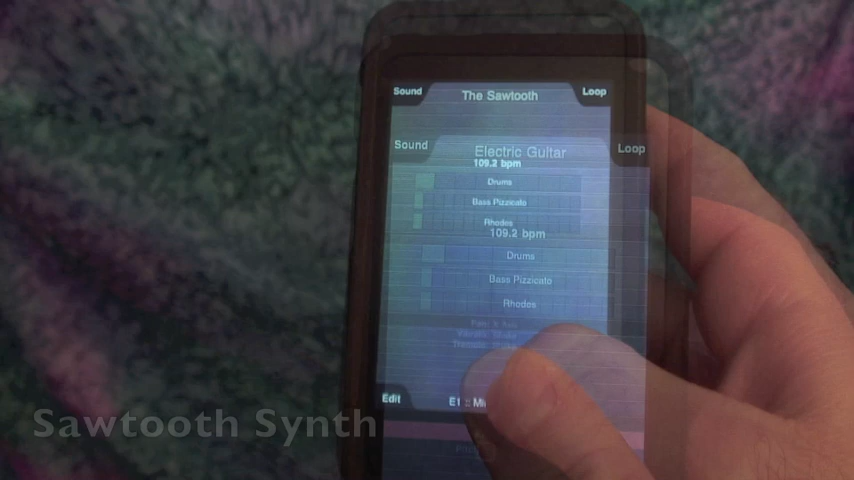 Sound The Sawtooth Loop
Sound Electric Guitar Loop
109.2 bpm
Drums
Bass Pizzicato
Rhodes
109.2 bpm
Drums
Bass Pizzicato
Rhodes
Edit
Sawtooth Synth